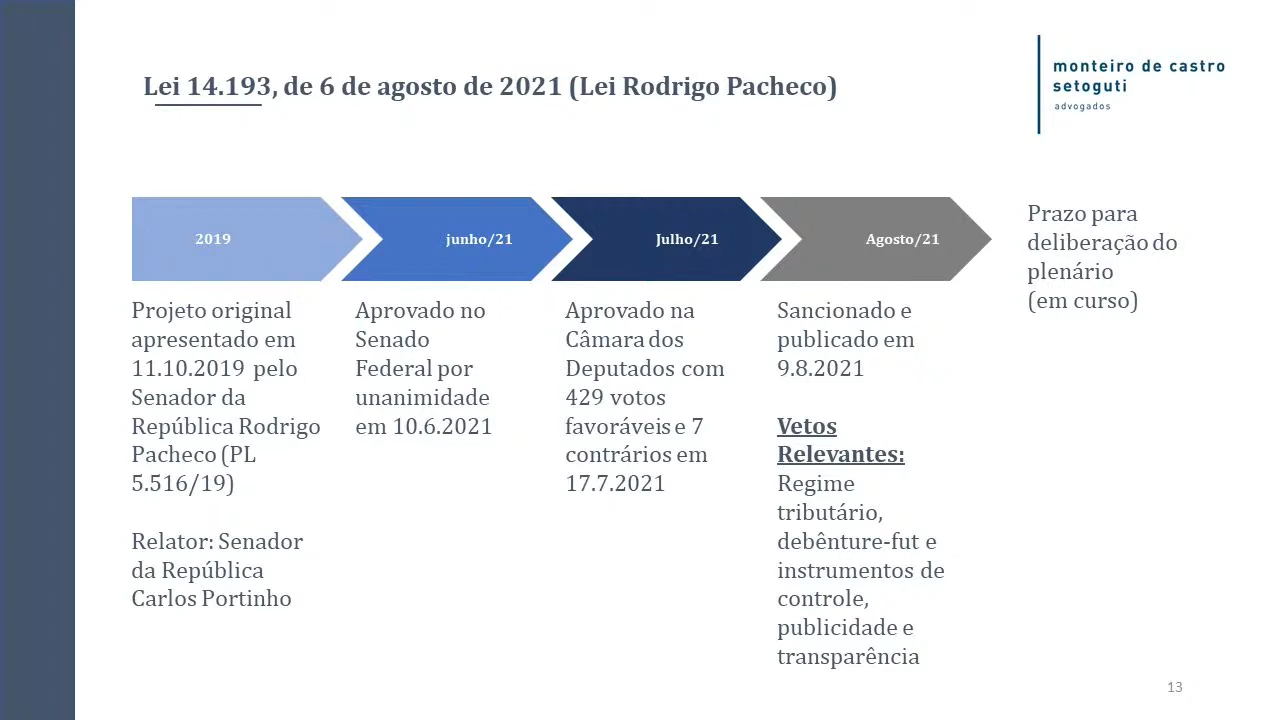 Lei 14.193, de 6 de agosto de 2021 (Lei Rodrigo Pacheco)
monteiro de castro
setoguti
advogados
2019
junho/21
Julho/21
Agosto/21
Projeto original
apresentado em
11.10.2019 pelo
Senador da
República Rodrigo
Pacheco (PL
5.516/19)
Relator: Senador
da República
Carlos Portinho
Aprovado no
Senado
Federal por
unanimidade
em 10.6.2021
Aprovado na
Câmara dos
Deputados com
429 votos
favoráveis e 7
contrários em
17.7.2021
Sancionado e
publicado em
9.8.2021
Vetos
Relevantes:
Regime
tributário,
debênture-fut e
instrumentos de
controle,
publicidade e
transparência
Prazo para
deliberação do
plenário
(em curso)
13